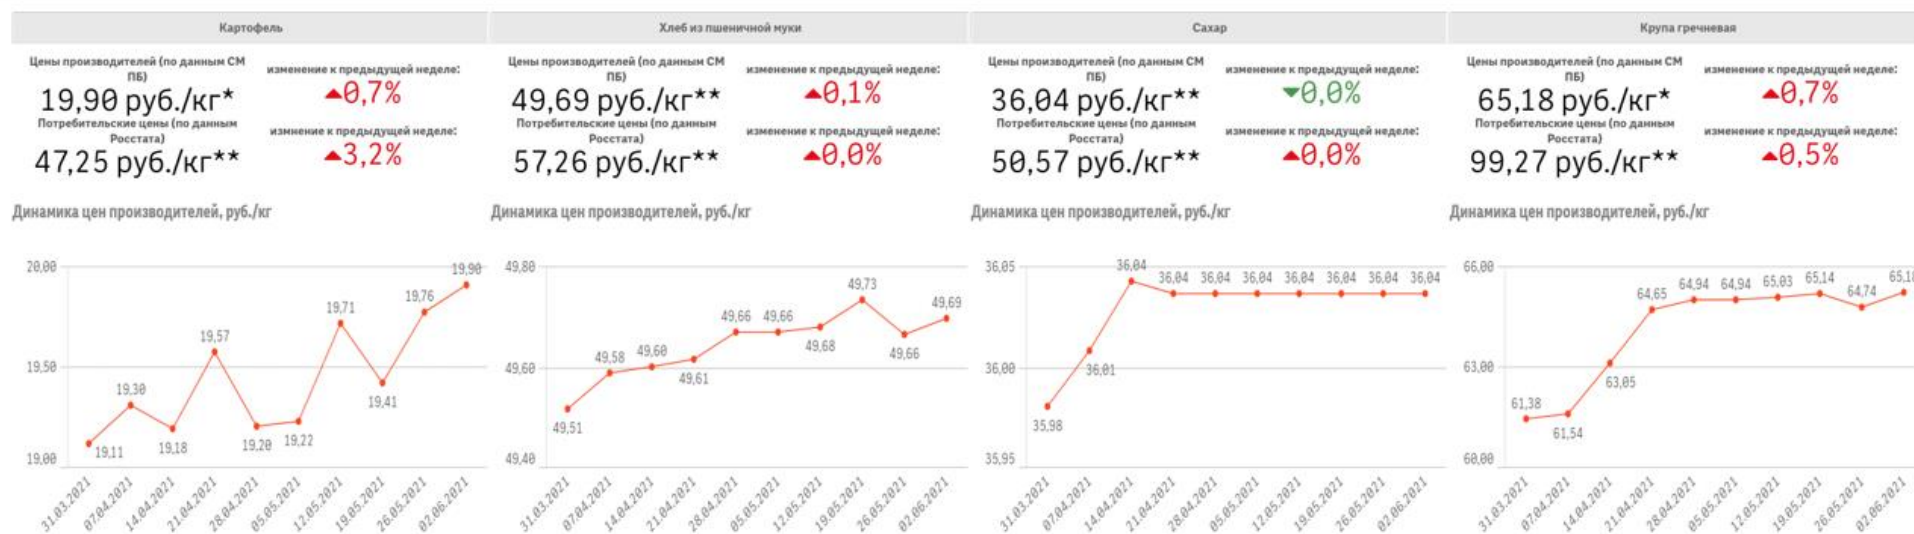 Картофель
Цены производителей (по данным СМ
ПБ)
19,90 руб./кг*
изменение к предыдущей неделе:
▲0,7%
Потребительские цены (по данным
Росстата)
47,25 руб./кг**
измнение к предыдущей неделе:
▲3,2%
Динамика цен производителей, руб./кг
20,00
19,50
19,00
19,11
19,30
19,18
19,57
19,20
19,22
19,71
19,41
19,76
19,90
31.03.2021
07.04.2021
14.04.2021
21.04.2021
28.04.2021
05.05.2021
12.05.2021
19.05.2021
26.05.2021
02.06.2021
Хлеб из пшеничной муки
Цены производителей (по данным СМ
ПБ)
49,69 руб./кг**
изменение к предыдущей неделе:
▲0,1%
Потребительские цены (по данным
Росстата)
57,26 руб./кг**
изменение к предыдущей неделе:
▲0,0%
Динамика цен производителей, руб./кг
49,80
49,60
49,40
49,51
49,58
49,60
49,61
49,66
49,66
49,68
49,73
49,66
49,69
31.03.2021
07.04.2021
14.04.2021
21.04.2021
28.04.2021
05.05.2021
12.05.2021
19.05.2021
26.05.2021
02.06.2021
Сахар
Цены производителей (по данным СМ
ПБ)
36,04 руб./кг**
изменение к предыдущей неделе:
▼0,0%
Потребительские цены (по данным
Росстата)
50,57 руб./кг**
изменение к предыдущей неделе:
▲0,0%
Динамика цен производителей, руб./кг
36,05
36,00
35,95
35,98
36,01
36,04
36,04
36,04
36,04
36,04
36,04
36,04
36,04
31.03.2021
07.04.2021
14.04.2021
21.04.2021
28.04.2021
05.05.2021
12.05.2021
19.05.2021
26.05.2021
02.06.2021
Крупа гречневая
Цены производителей (по данным СМ
ПБ)
65,18 руб./кг*
изменение к предыдущей неделе:
▲0,7%
Потребительские цены (по данным
Росстата)
99,27 руб./кг**
изменение к предыдущей неделе:
▲0,5%
Динамика цен производителей, руб./кг
66,00
63,00
60,00
61,38
61,54
63,05
64,65
64,94
64,94
65,03
65,14
64,74
65,18
31.03.2021
07.04.2021
14.04.2021
21.04.2021
28.04.2021
05.05.2021
12.05.2021
19.05.2021
26.05.2021
02.06.2021